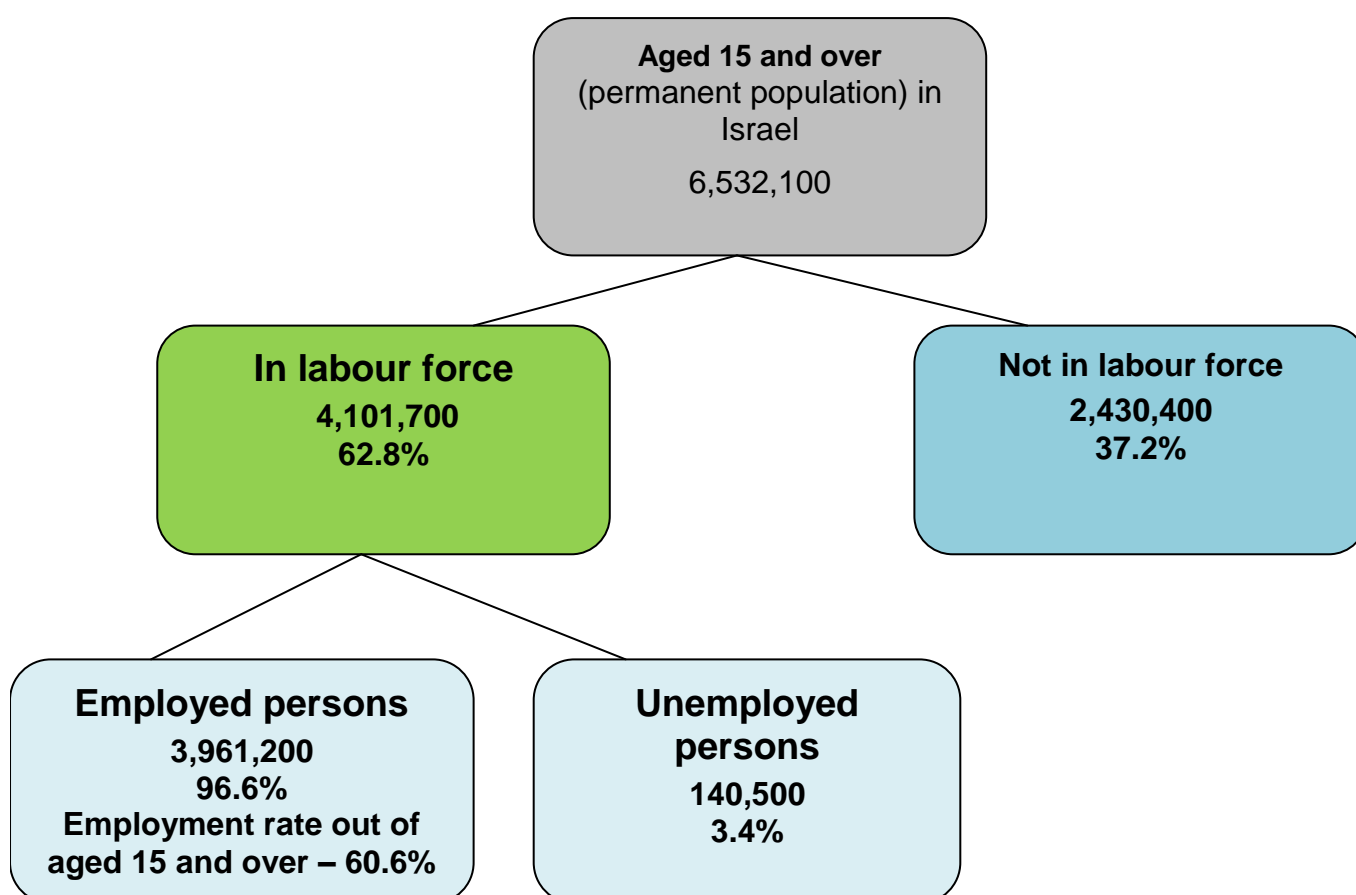 Aged 15 and over
(permanent population) in
Israel
6,532,100
In labour force
4,101,700
62.8%
Not in labour force
2,430,400
37.2%
Employed persons
3,961,200
96.6%
Employment rate out of
aged 15 and over – 60.6%
Unemployed
persons
140,500
3.4%